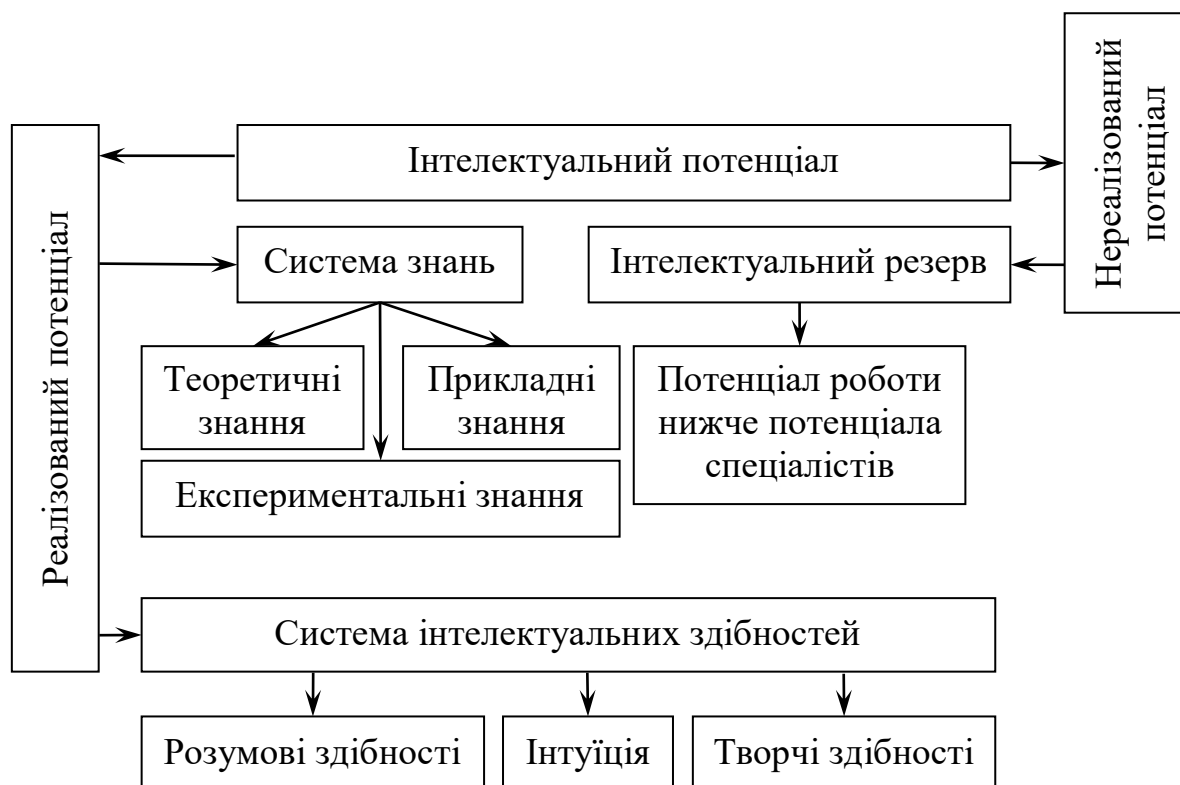 Нереалізований
потенціал
Інтелектуальний потенціал
Реалізований потенціал
Система знань
Інтелектуальний резерв
Теоретичні
знання
Прикладні
знання
Потенціал роботи
нижче потенціала
спеціалістів
Експериментальні знання
Система інтелектуальних здібностей
Розумові здібності
Інтуїція
Творчі здібності